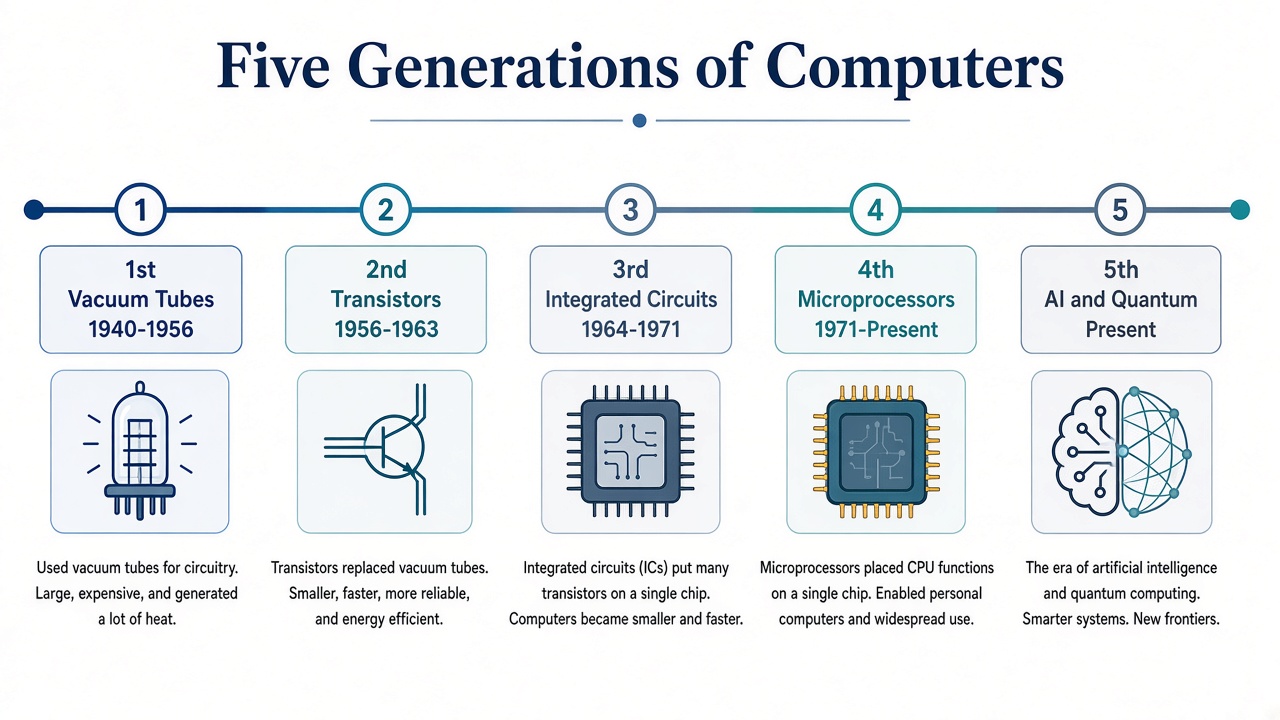 Five Generations of Computers
1
2
3
4
5
1st
Vacuum Tubes
1940-1956
2nd
Transistors
1956-1963
3rd
Integrated Circuits
1964-1971
4th
Microprocessors
1971-Present
5th
AI and Quantum
Present
Used vacuum tubes for circuitry.
Large, expensive, and generated
a lot of heat.
Transistors replaced vacuum tubes.
Smaller, faster, more reliable,
and energy efficient.
Integrated circuits (ICs) put many
transistors on a single chip.
Computers became smaller and faster.
Microprocessors placed CPU functions
on a single chip. Enabled personal
computers and widespread use.
The era of artificial intelligence
and quantum computing.
Smarter systems. New frontiers.